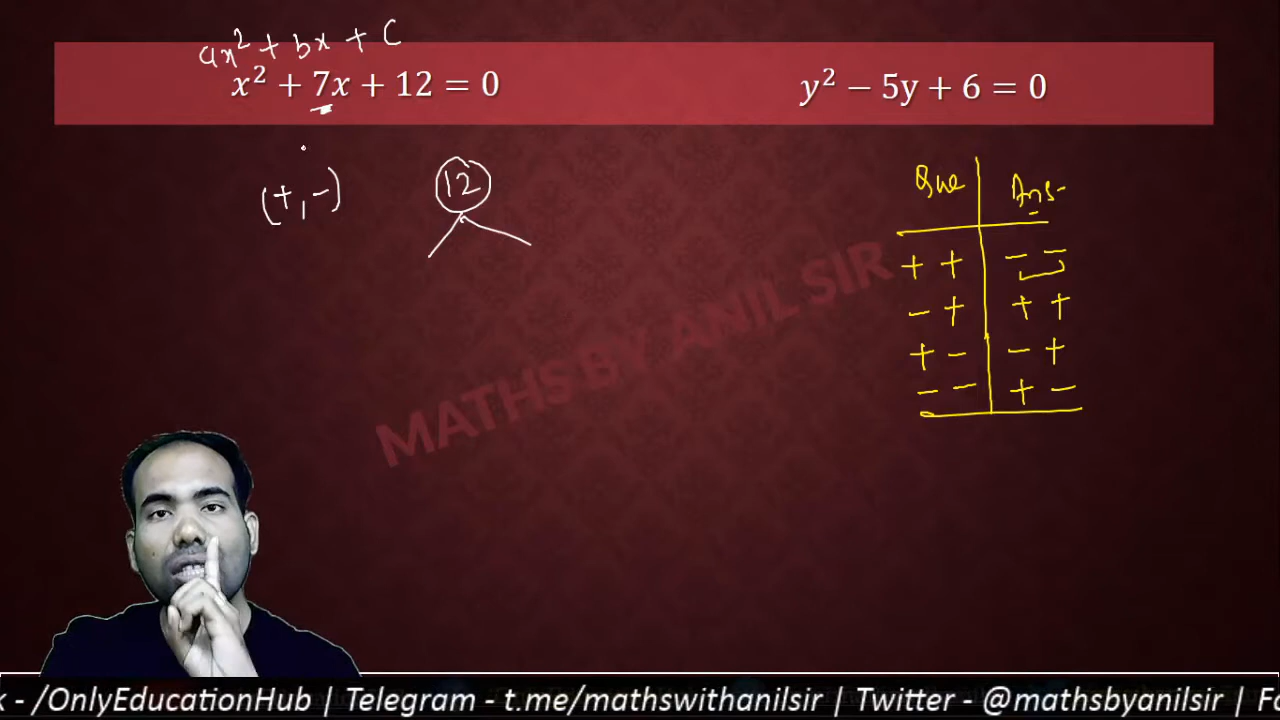 ax² + bx + C
x² + 7x + 12 = 0
y² − 5y + 6 = 0
(+, −)
12
Que Ans-
+ + − −
− + + +
+ − − +
− − + −
MATHS BY ANIL SIR
k - /OnlyEducationHub | Telegram - t.me/mathswithanilsir | Twitter - @mathsbyanilsir | Fa